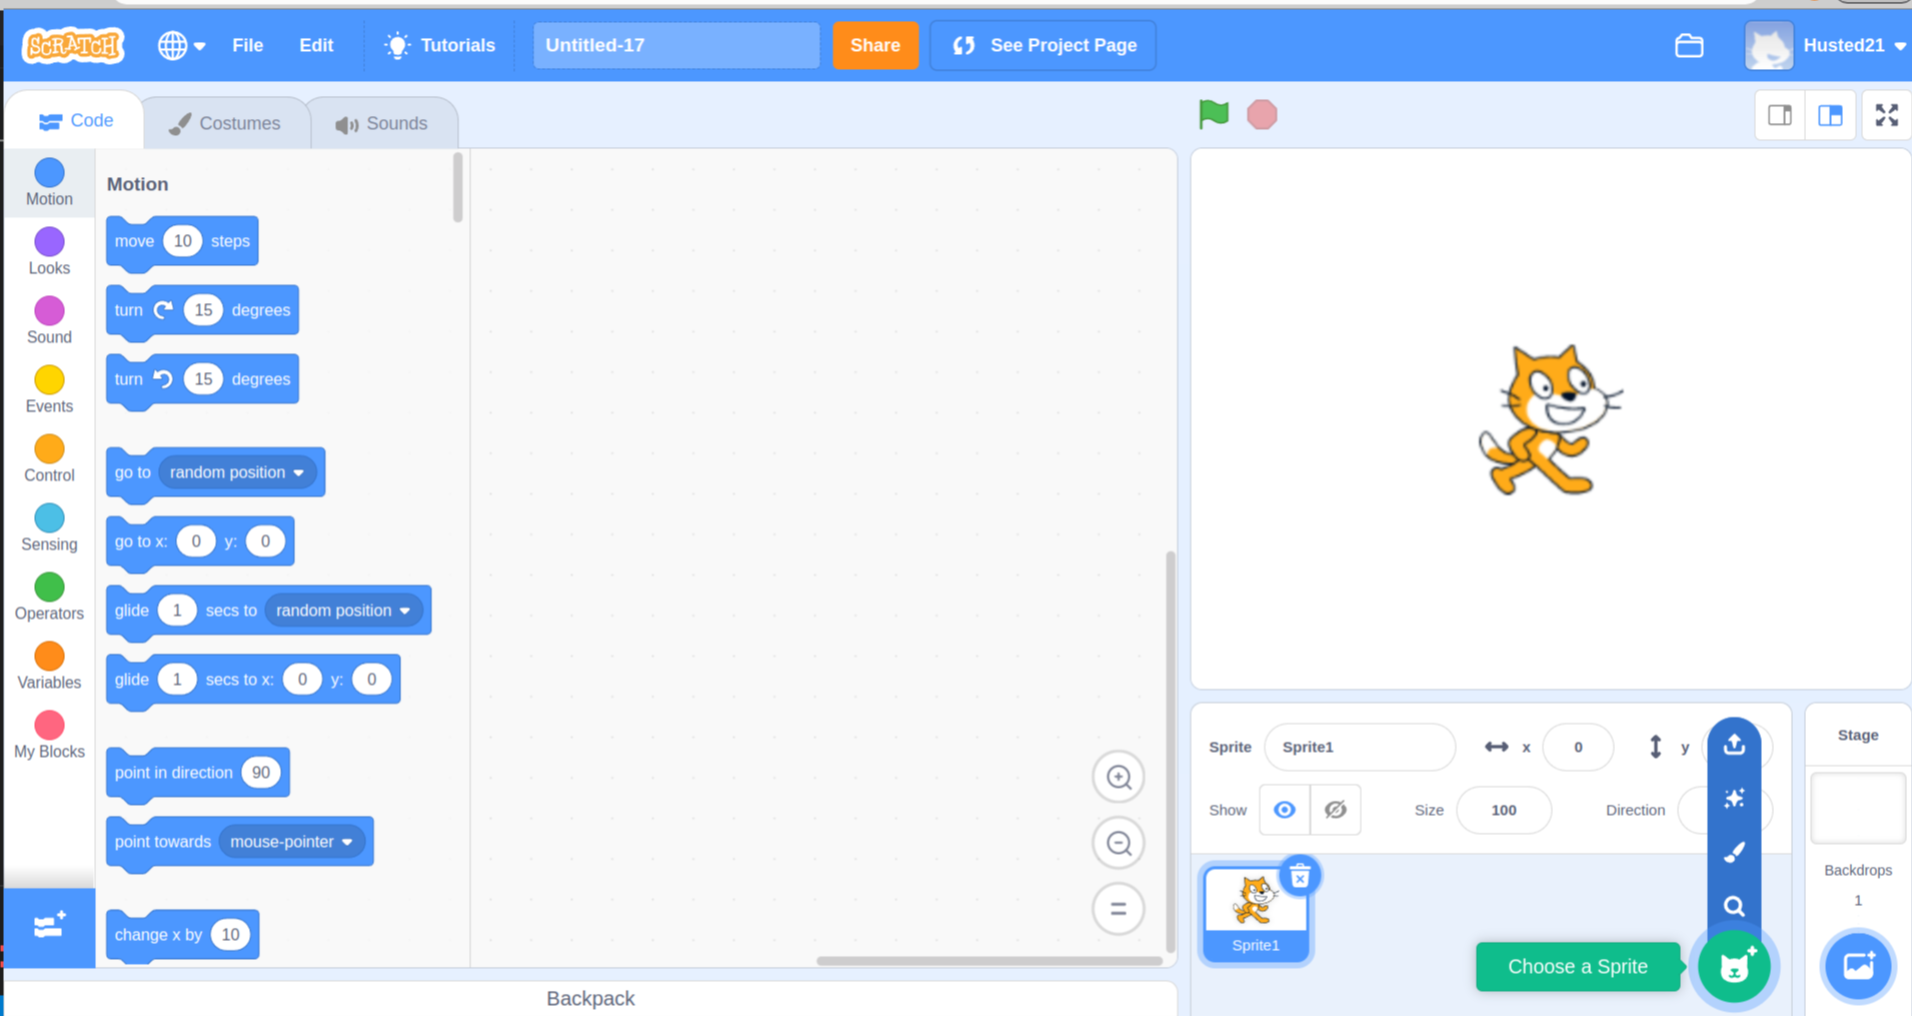 SCRATCH File Edit Tutorials Untitled-17 Share See Project Page Husted21
Code Costumes Sounds
Motion
Looks
Sound
Events
Control
Sensing
Operators
Variables
My Blocks
Motion
move 10 steps
turn 15 degrees
turn 15 degrees
go to random position
go to x: 0 y: 0
glide 1 secs to random position
glide 1 secs to x: 0 y: 0
point in direction 90
point towards mouse-pointer
change x by 10
Backpack
Sprite Sprite1 x 0 y
Show Size 100 Direction
Sprite1
Choose a Sprite
Stage
Backdrops
1